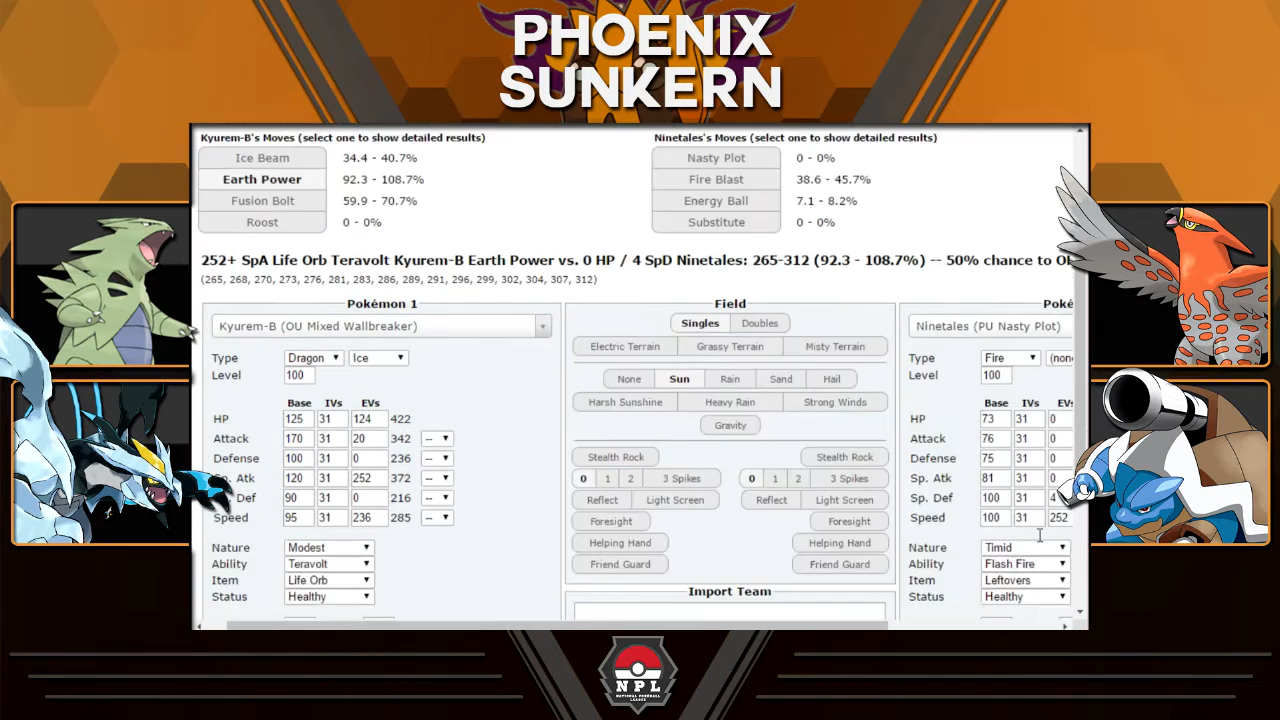 PHOENIX
SUNKERN
Kyurem-B's Moves (select one to show detailed results)
Ice Beam 34.4 - 40.7%
Earth Power 92.3 - 108.7%
Fusion Bolt 59.9 - 70.7%
Roost 0 - 0%
Ninetales's Moves (select one to show detailed results)
Nasty Plot 0 - 0%
Fire Blast 38.6 - 45.7%
Energy Ball 7.1 - 8.2%
Substitute 0 - 0%
252+ SpA Life Orb Teravolt Kyurem-B Earth Power vs. 0 HP / 4 SpD Ninetales: 265-312 (92.3 - 108.7%) -- 50% chance to O
(265, 268, 270, 273, 276, 281, 283, 286, 289, 291, 296, 299, 302, 304, 307, 312)
Pokémon 1
Kyurem-B (OU Mixed Wallbreaker)
Type Dragon Ice
Level 100
Base IVs EVs
HP 125 31 124 422
Attack 170 31 20 342 --
Defense 100 31 0 236 --
Sp. Atk 120 31 252 372 --
Sp. Def 90 31 0 216 --
Speed 95 31 236 285 --
Nature Modest
Ability Teravolt
Item Life Orb
Status Healthy
Field
Singles Doubles
Electric Terrain Grassy Terrain Misty Terrain
None Sun Rain Sand Hail
Harsh Sunshine Heavy Rain Strong Winds
Gravity
Stealth Rock Stealth Rock
0 1 2 3 Spikes 0 1 2 3 Spikes
Reflect Light Screen Reflect Light Screen
Foresight Foresight
Helping Hand Helping Hand
Friend Guard Friend Guard
Import Team
Poké
Ninetales (PU Nasty Plot)
Type Fire (none
Level 100
Base IVs EVs
HP 73 31 0
Attack 76 31 0
Defense 75 31 0
Sp. Atk 81 31 0
Sp. Def 100 31 4
Speed 100 31 252
Nature Timid
Ability Flash Fire
Item Leftovers
Status Healthy
NPL
NATIONAL POKÉBALL
LEAGUE